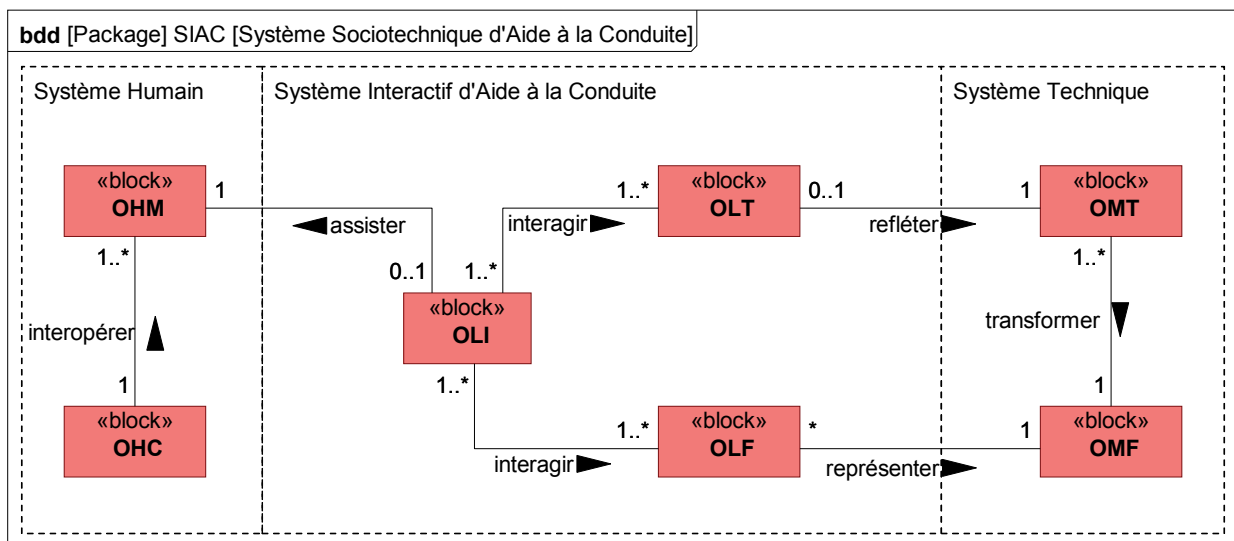 bdd [Package] SIAC [Système Sociotechnique d'Aide à la Conduite]
Système Humain
Système Interactif d'Aide à la Conduite
Système Technique
«block»
OHM
1
«block»
OLT
1..*
0..1
«block»
OMT
1
interagir
refléter
assister
1..*
0..1
1..*
1..*
«block»
OLI
interopérer
transformer
1..*
1
1..*
*
1
1
«block»
OHC
«block»
OLF
«block»
OMF
interagir
représenter